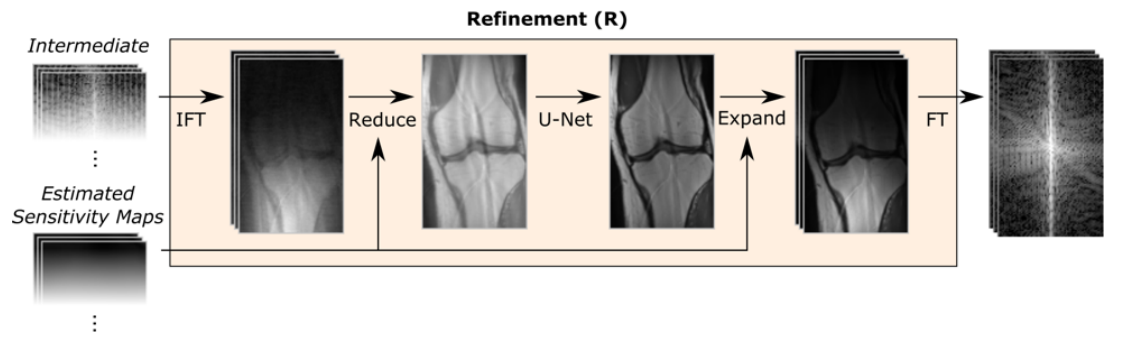 Refinement (R)
Intermediate
IFT
Reduce
U-Net
Expand
FT
⋮
Estimated
Sensitivity Maps
⋮